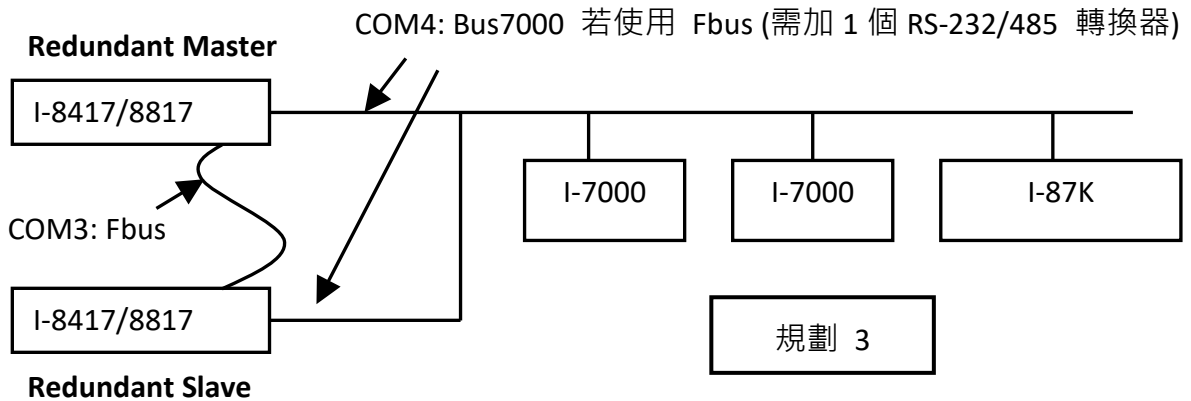 COM4: Bus7000 若使用 Fbus (需加 1 個 RS-232/485 轉換器)
Redundant Master
I-8417/8817
I-7000
I-7000
I-87K
COM3: Fbus
I-8417/8817
規劃 3
Redundant Slave